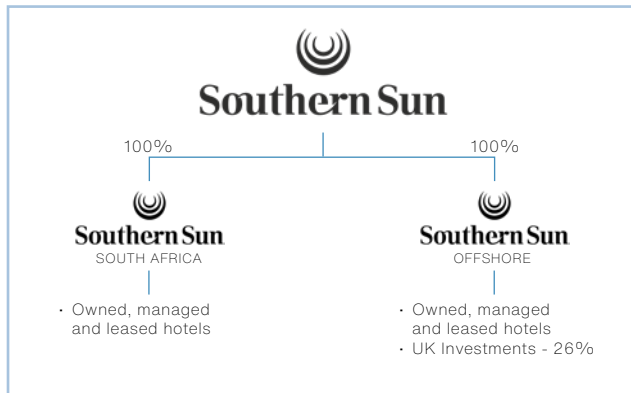 Southern Sun
100%
100%
Southern Sun
SOUTH AFRICA
Southern Sun
OFFSHORE
· Owned, managed
and leased hotels
· Owned, managed
and leased hotels
· UK Investments - 26%